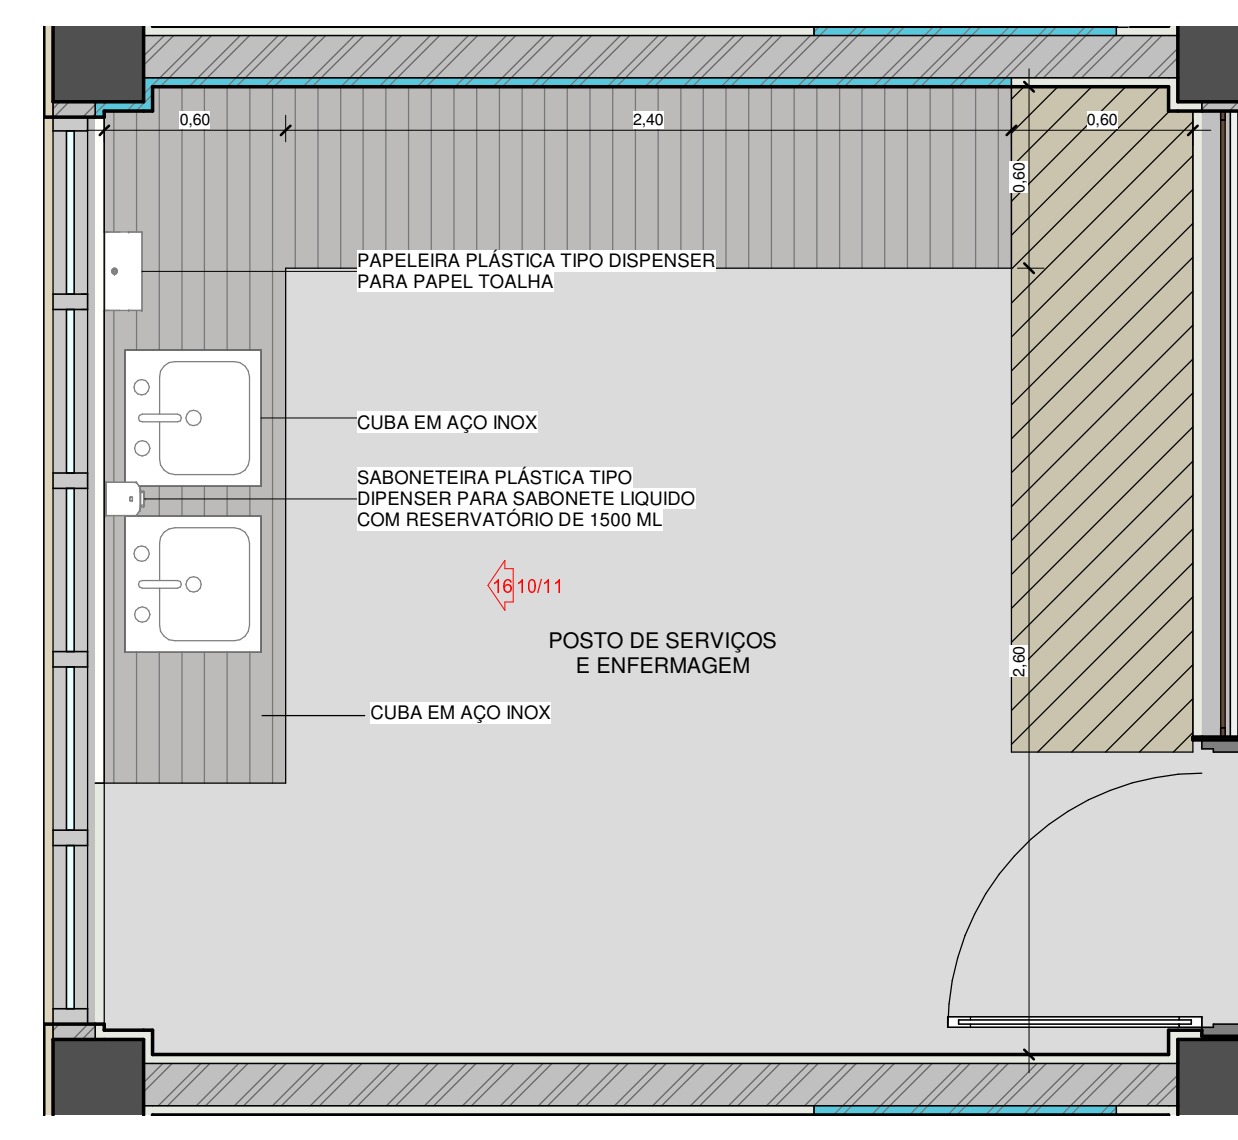 0,60
2,40
0,60
0,60
PAPELEIRA PLÁSTICA TIPO DISPENSER
PARA PAPEL TOALHA
CUBA EM AÇO INOX
SABONETEIRA PLÁSTICA TIPO
DIPENSER PARA SABONETE LIQUIDO
COM RESERVATÓRIO DE 1500 ML
16 10/11
POSTO DE SERVIÇOS
E ENFERMAGEM
2,60
CUBA EM AÇO INOX